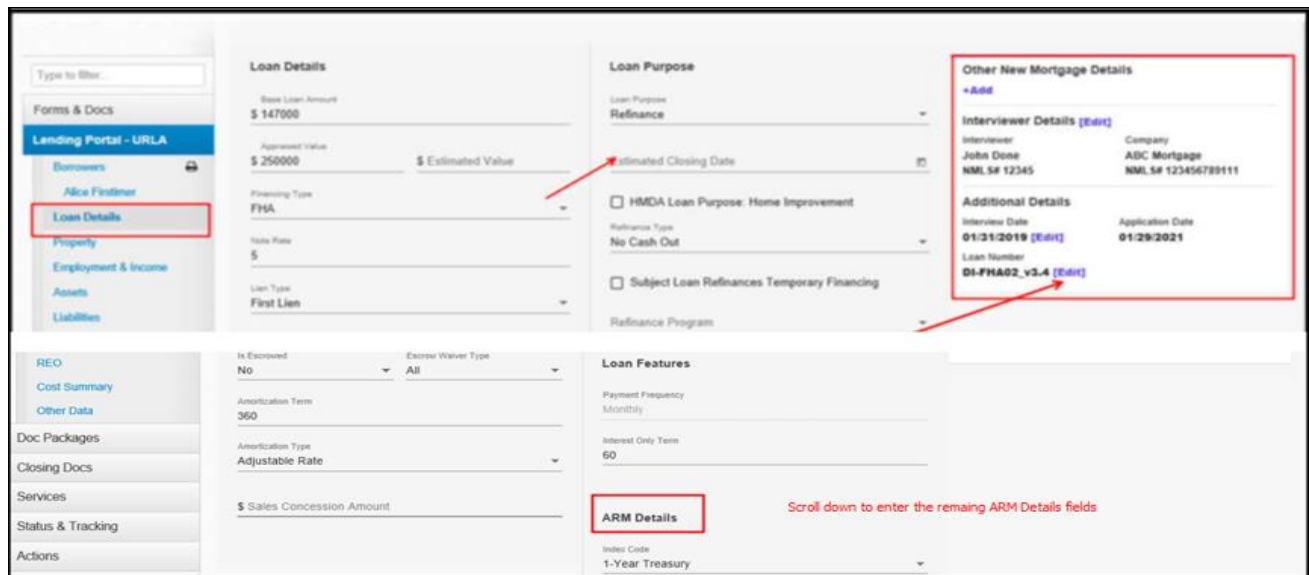 Type to filter...
Forms & Docs
Lending Portal - URLA
Borrowers
Alice Firstimer
Loan Details
Property
Employment & Income
Assets
Liabilities
REO
Cost Summary
Other Data
Doc Packages
Closing Docs
Services
Status & Tracking
Actions
Loan Details
Base Loan Amount
$ 147000
Appraised Value
$ 250000 $ Estimated Value
Financing Type
FHA
Note Rate
5
Lien Type
First Lien
Is Escrowed Escrow Waiver Type
No All
Amortization Term
360
Amortization Type
Adjustable Rate
$ Sales Concession Amount
Loan Purpose
Loan Purpose
Refinance
Estimated Closing Date
HMDA Loan Purpose: Home Improvement
Refinance Type
No Cash Out
Subject Loan Refinances Temporary Financing
Refinance Program
Loan Features
Payment Frequency
Monthly
Interest Only Term
60
ARM Details
Index Code
1-Year Treasury
Scroll down to enter the remaing ARM Details fields
Other New Mortgage Details
+Add
Interviewer Details [Edit]
Interviewer Company
John Done ABC Mortgage
NMLS# 12345 NMLS# 123456789111
Additional Details
Interview Date Application Date
01/31/2019 [Edit] 01/29/2021
Loan Number
DI-FHA02_v3.4 [Edit]